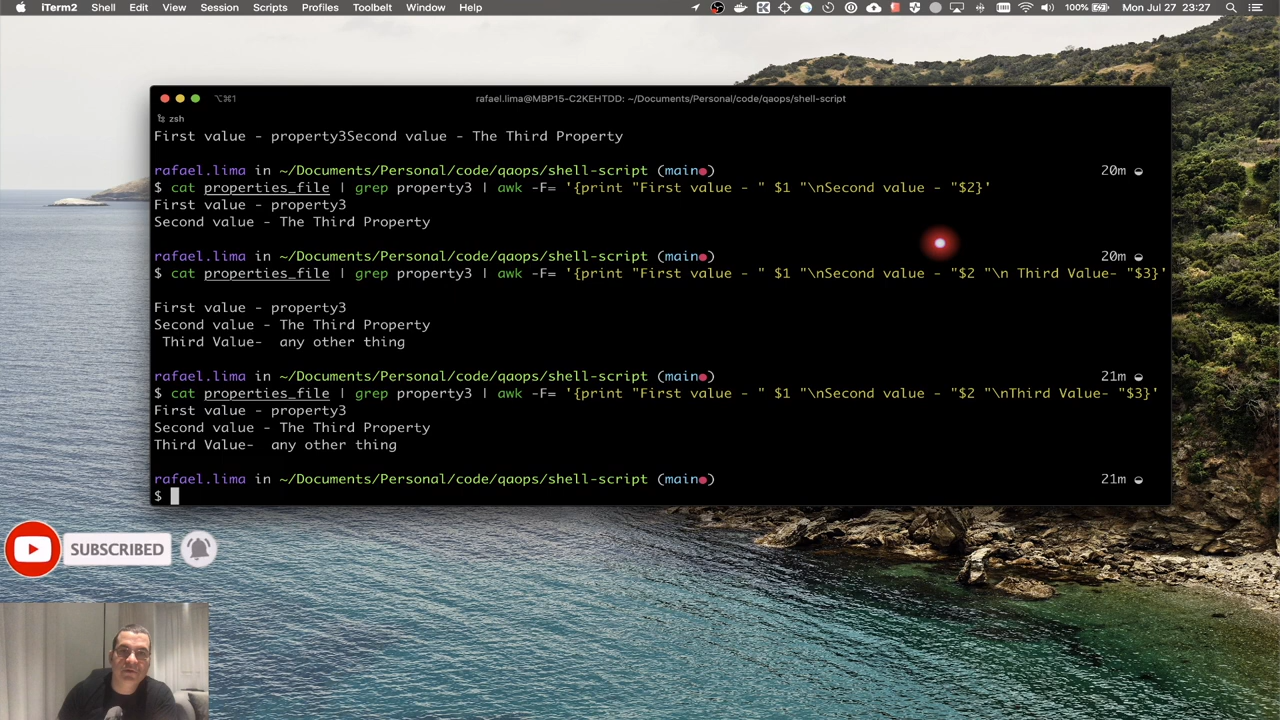 iTerm2 Shell Edit View Session Scripts Profiles Toolbelt Window Help 100% Mon Jul 27 23:27
⌥⌘1 rafael.lima@MBP15-C2KEHTDD: ~/Documents/Personal/code/qaops/shell-script
zsh
First value - property3Second value - The Third Property
rafael.lima in ~/Documents/Personal/code/qaops/shell-script (main●) 20m
$ cat properties_file | grep property3 | awk -F= '{print "First value - " $1 "\nSecond value - "$2}'
First value - property3
Second value - The Third Property
rafael.lima in ~/Documents/Personal/code/qaops/shell-script (main●) 20m
$ cat properties_file | grep property3 | awk -F= '{print "First value - " $1 "\nSecond value - "$2 "\n Third Value- "$3}'
First value - property3
Second value - The Third Property
 Third Value-  any other thing
rafael.lima in ~/Documents/Personal/code/qaops/shell-script (main●) 21m
$ cat properties_file | grep property3 | awk -F= '{print "First value - " $1 "\nSecond value - "$2 "\nThird Value- "$3}'
First value - property3
Second value - The Third Property
Third Value-  any other thing
rafael.lima in ~/Documents/Personal/code/qaops/shell-script (main●) 21m
$
SUBSCRIBED